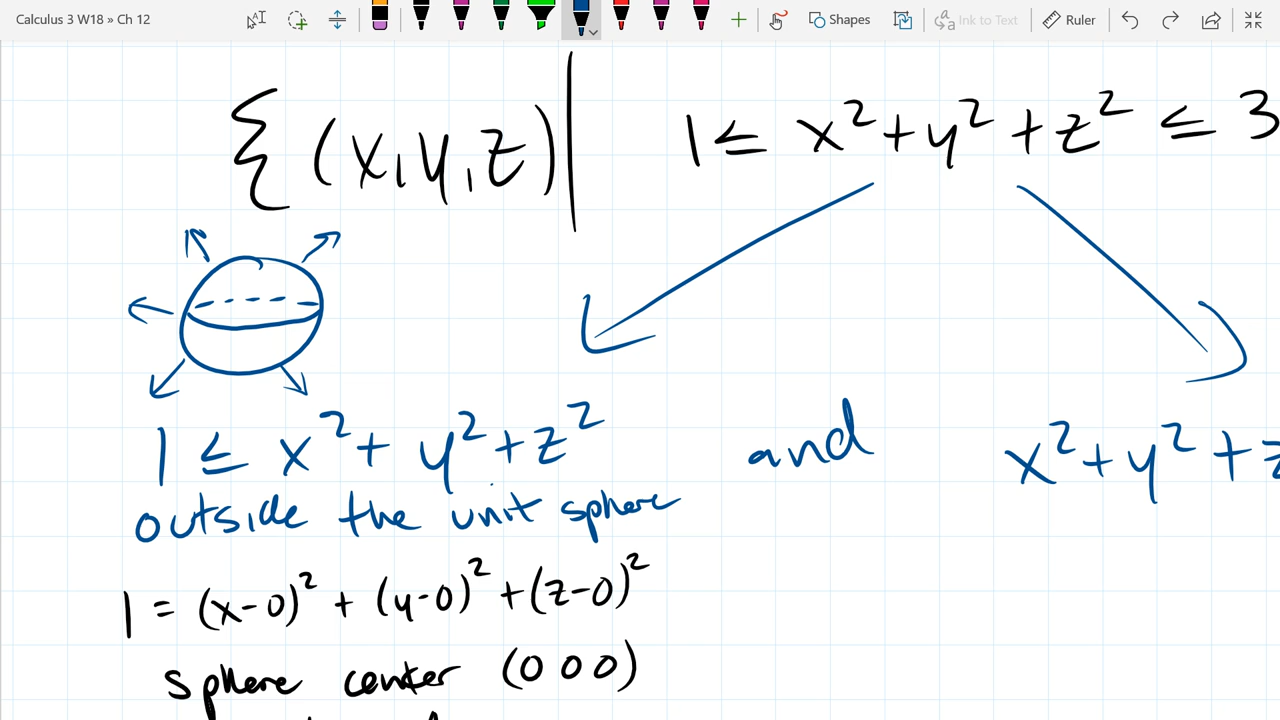 Calculus 3 W18 » Ch 12
Shapes
Ink to Text
Ruler
{ (x,y,z) | 1 ≤ x² + y² + z² ≤ 3
1 ≤ x² + y² + z² and x² + y² + z
outside the unit sphere
1 = (x-0)² + (y-0)² + (z-0)²
sphere center (0 0 0)